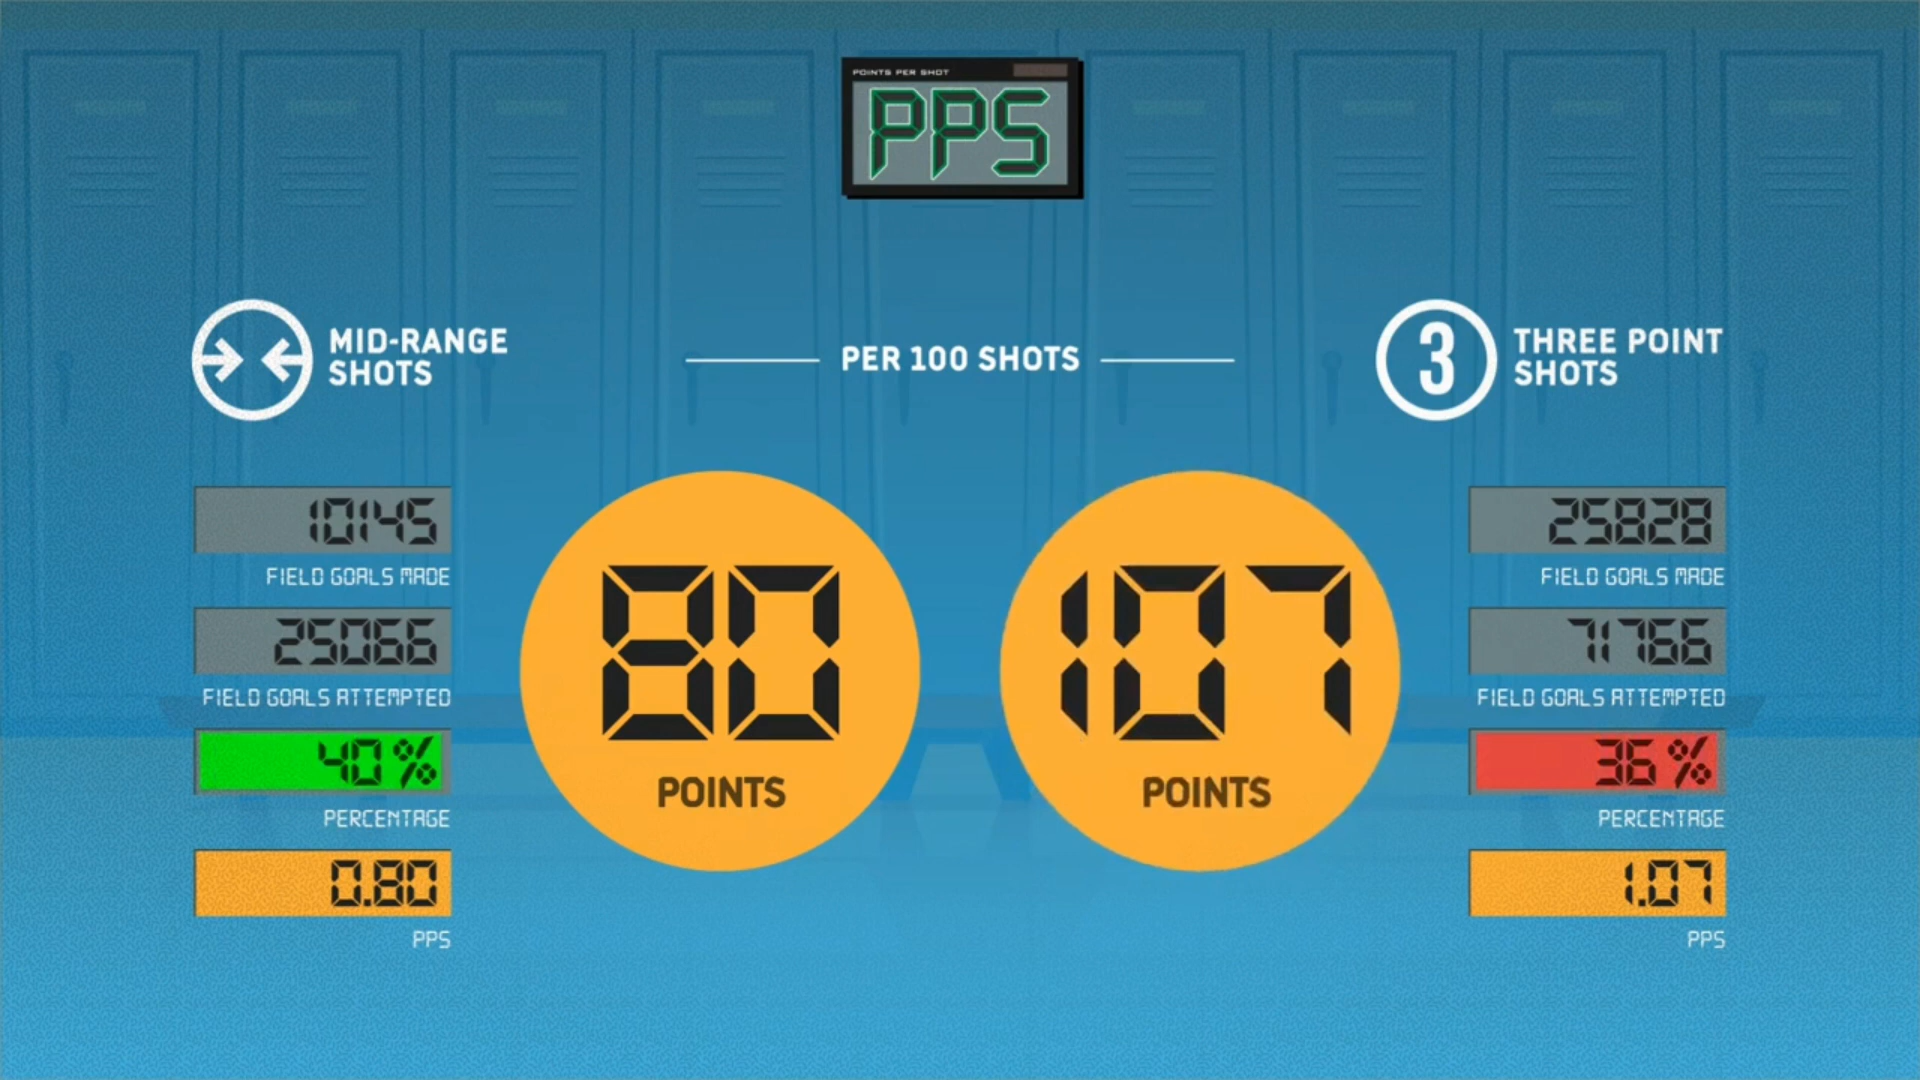 POINTS PER SHOT
PPS
MID-RANGE
SHOTS
PER 100 SHOTS
3
THREE POINT
SHOTS
10145
FIELD GOALS MADE
25066
FIELD GOALS ATTEMPTED
40%
PERCENTAGE
0.80
PPS
80
POINTS
107
POINTS
25828
FIELD GOALS MADE
71766
FIELD GOALS ATTEMPTED
36%
PERCENTAGE
1.07
PPS